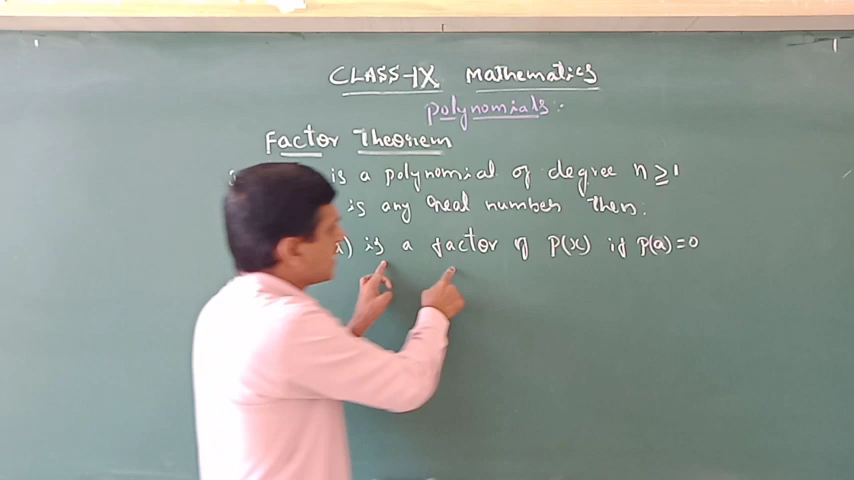 CLASS-IX Mathematics
Polynomials:
Factor Theorem
is a polynomial of degree n ≥ 1
is any real number then:
) is a factor of P(x) if P(a) = 0